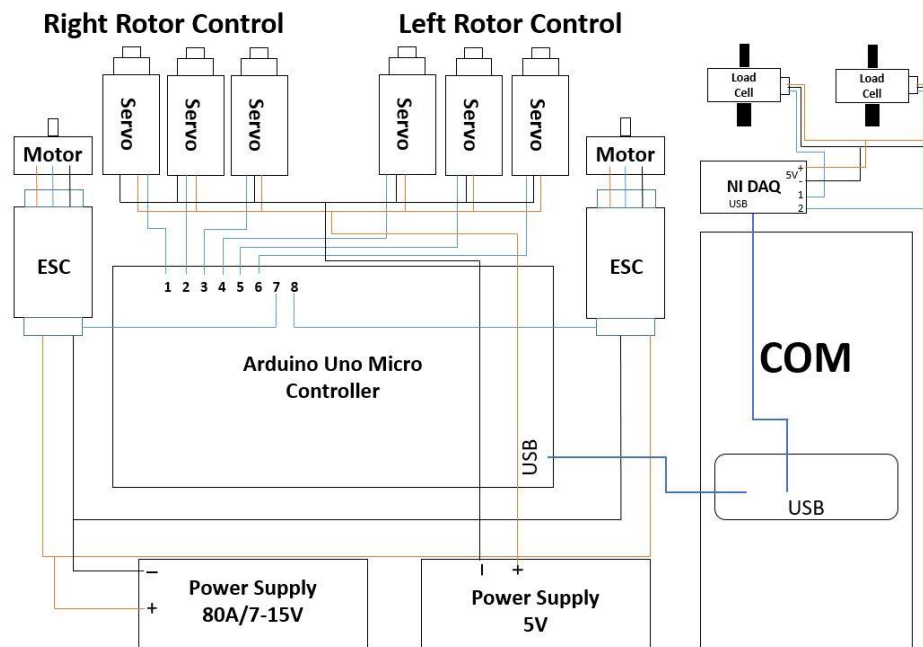 Right Rotor Control
Left Rotor Control
Servo
Servo
Servo
Servo
Servo
Servo
Load
Cell
Load
Cell
Motor
Motor
NI DAQ
5V
+
-
1
2
USB
ESC
ESC
1 2 3 4 5 6 7 8
Arduino Uno Micro
Controller
USB
COM
USB
Power Supply
80A/7-15V
−
+
Power Supply
5V
−
+